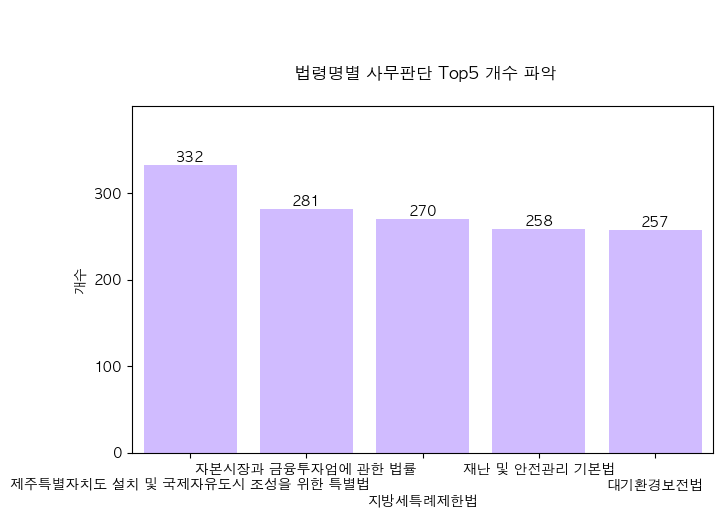 법령명별 사무판단 Top5 개수 파악
332
281
270
258
257
개수
300
200
100
0
자본시장과 금융투자업에 관한 법률
재난 및 안전관리 기본법
제주특별자치도 설치 및 국제자유도시 조성을 위한 특별법
대기환경보전법
지방세특례제한법